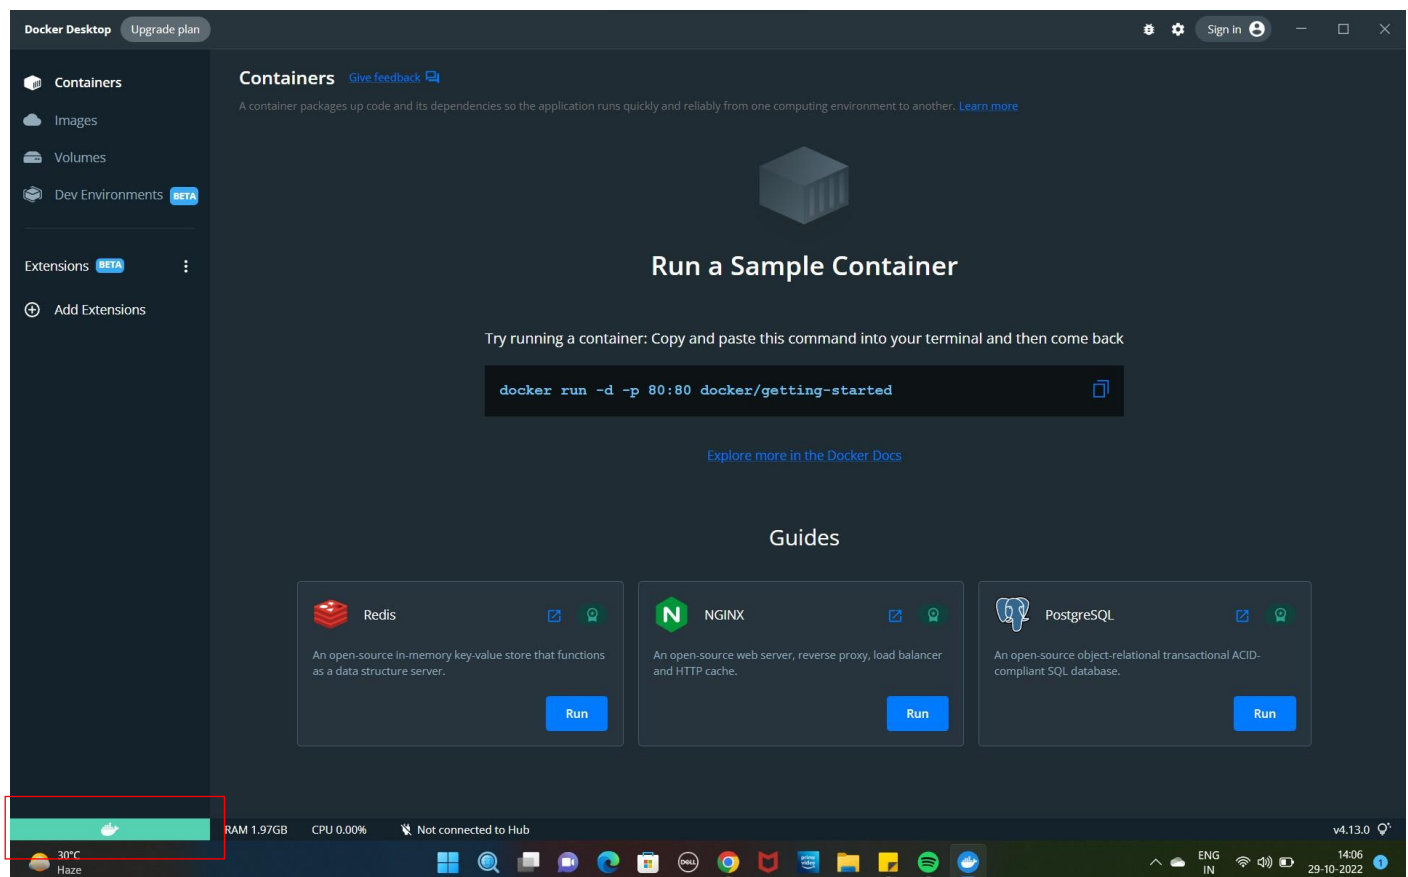 Docker Desktop Upgrade plan Sign in
Containers
Images
Volumes
Dev Environments BETA
Extensions BETA
Add Extensions
Containers Give feedback
A container packages up code and its dependencies so the application runs quickly and reliably from one computing environment to another. Learn more
Run a Sample Container
Try running a container: Copy and paste this command into your terminal and then come back
docker run -d -p 80:80 docker/getting-started
Explore more in the Docker Docs
Guides
Redis
An open-source in-memory key-value store that functions
as a data structure server.
Run
NGINX
An open-source web server, reverse proxy, load balancer
and HTTP cache.
Run
PostgreSQL
An open-source object-relational transactional ACID-
compliant SQL database.
Run
RAM 1.97GB CPU 0.00% Not connected to Hub v4.13.0
30°C
Haze
DELL
prime
video
ENG
IN
14:06
29-10-2022
1